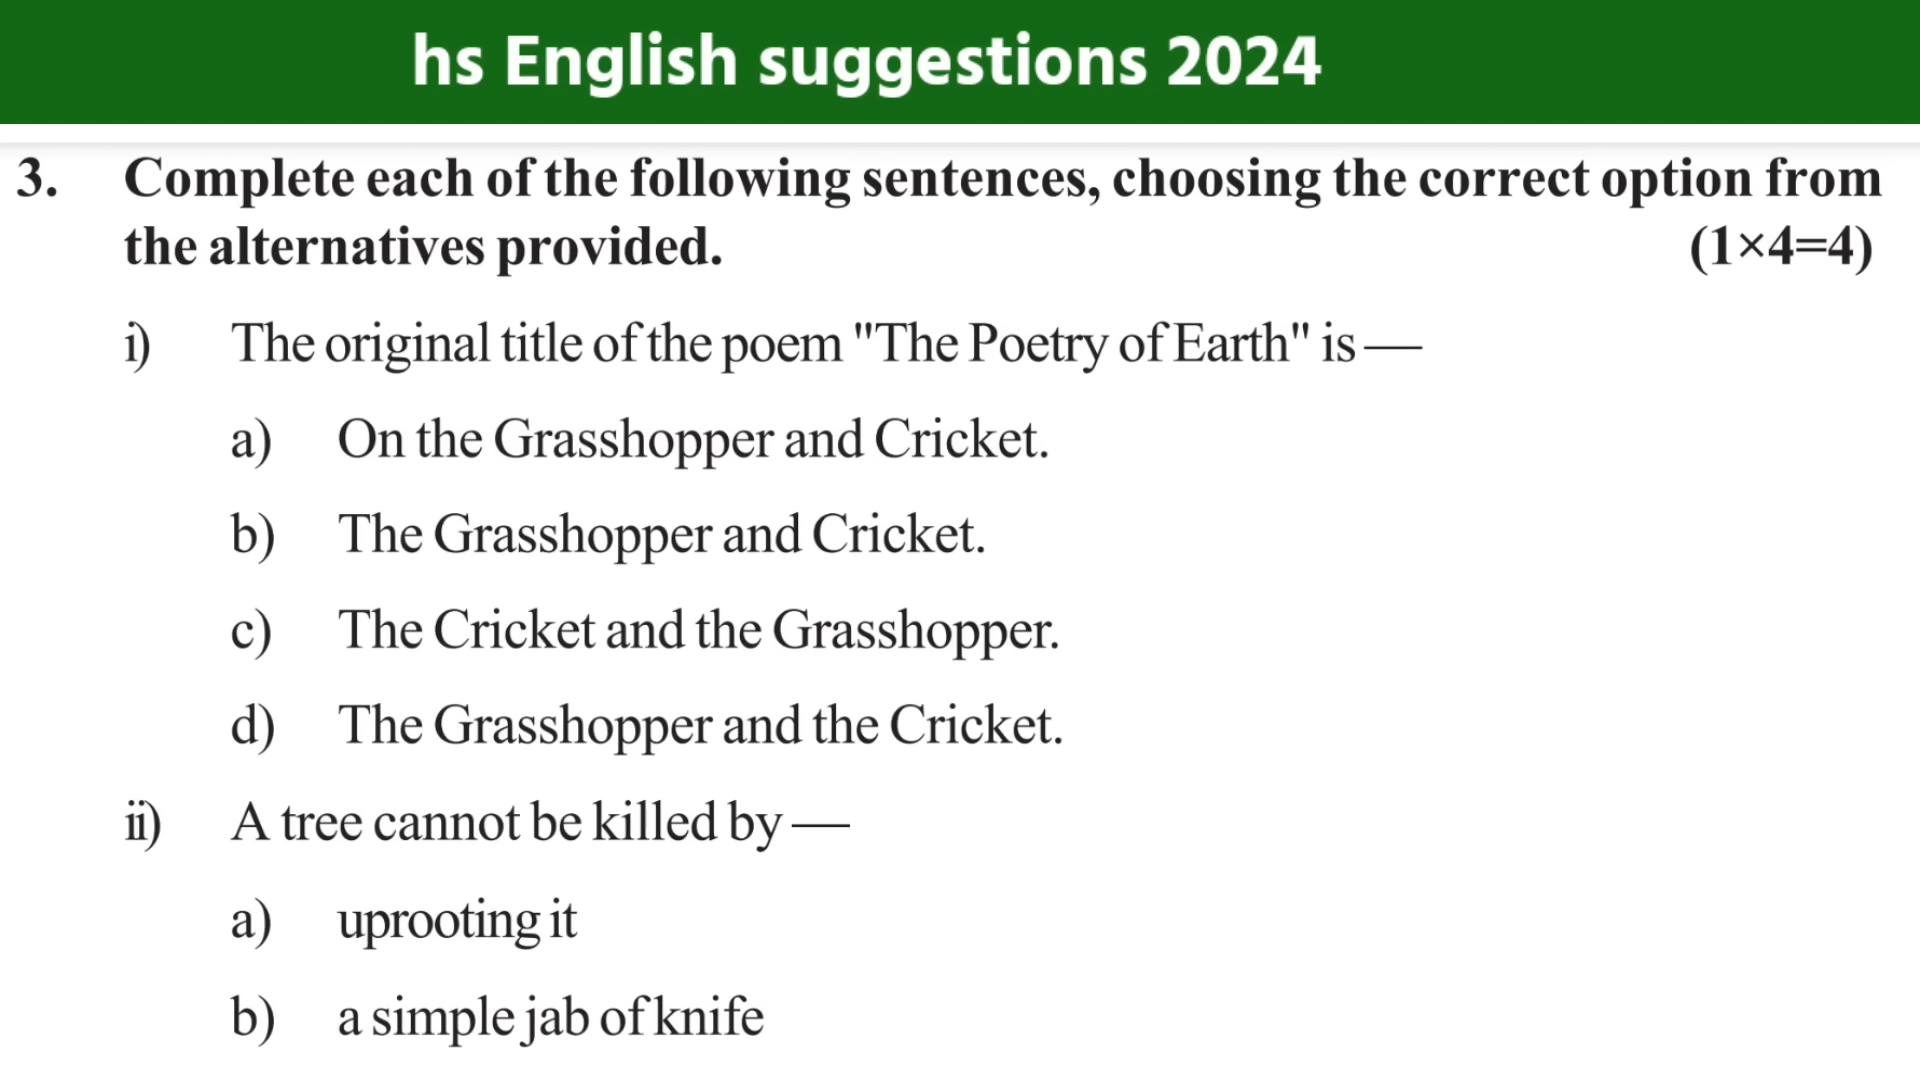 hs English suggestions 2024
3. Complete each of the following sentences, choosing the correct option from
the alternatives provided. (1×4=4)
i) The original title of the poem "The Poetry of Earth" is —
a) On the Grasshopper and Cricket.
b) The Grasshopper and Cricket.
c) The Cricket and the Grasshopper.
d) The Grasshopper and the Cricket.
ii) A tree cannot be killed by —
a) uprooting it
b) a simple jab of knife